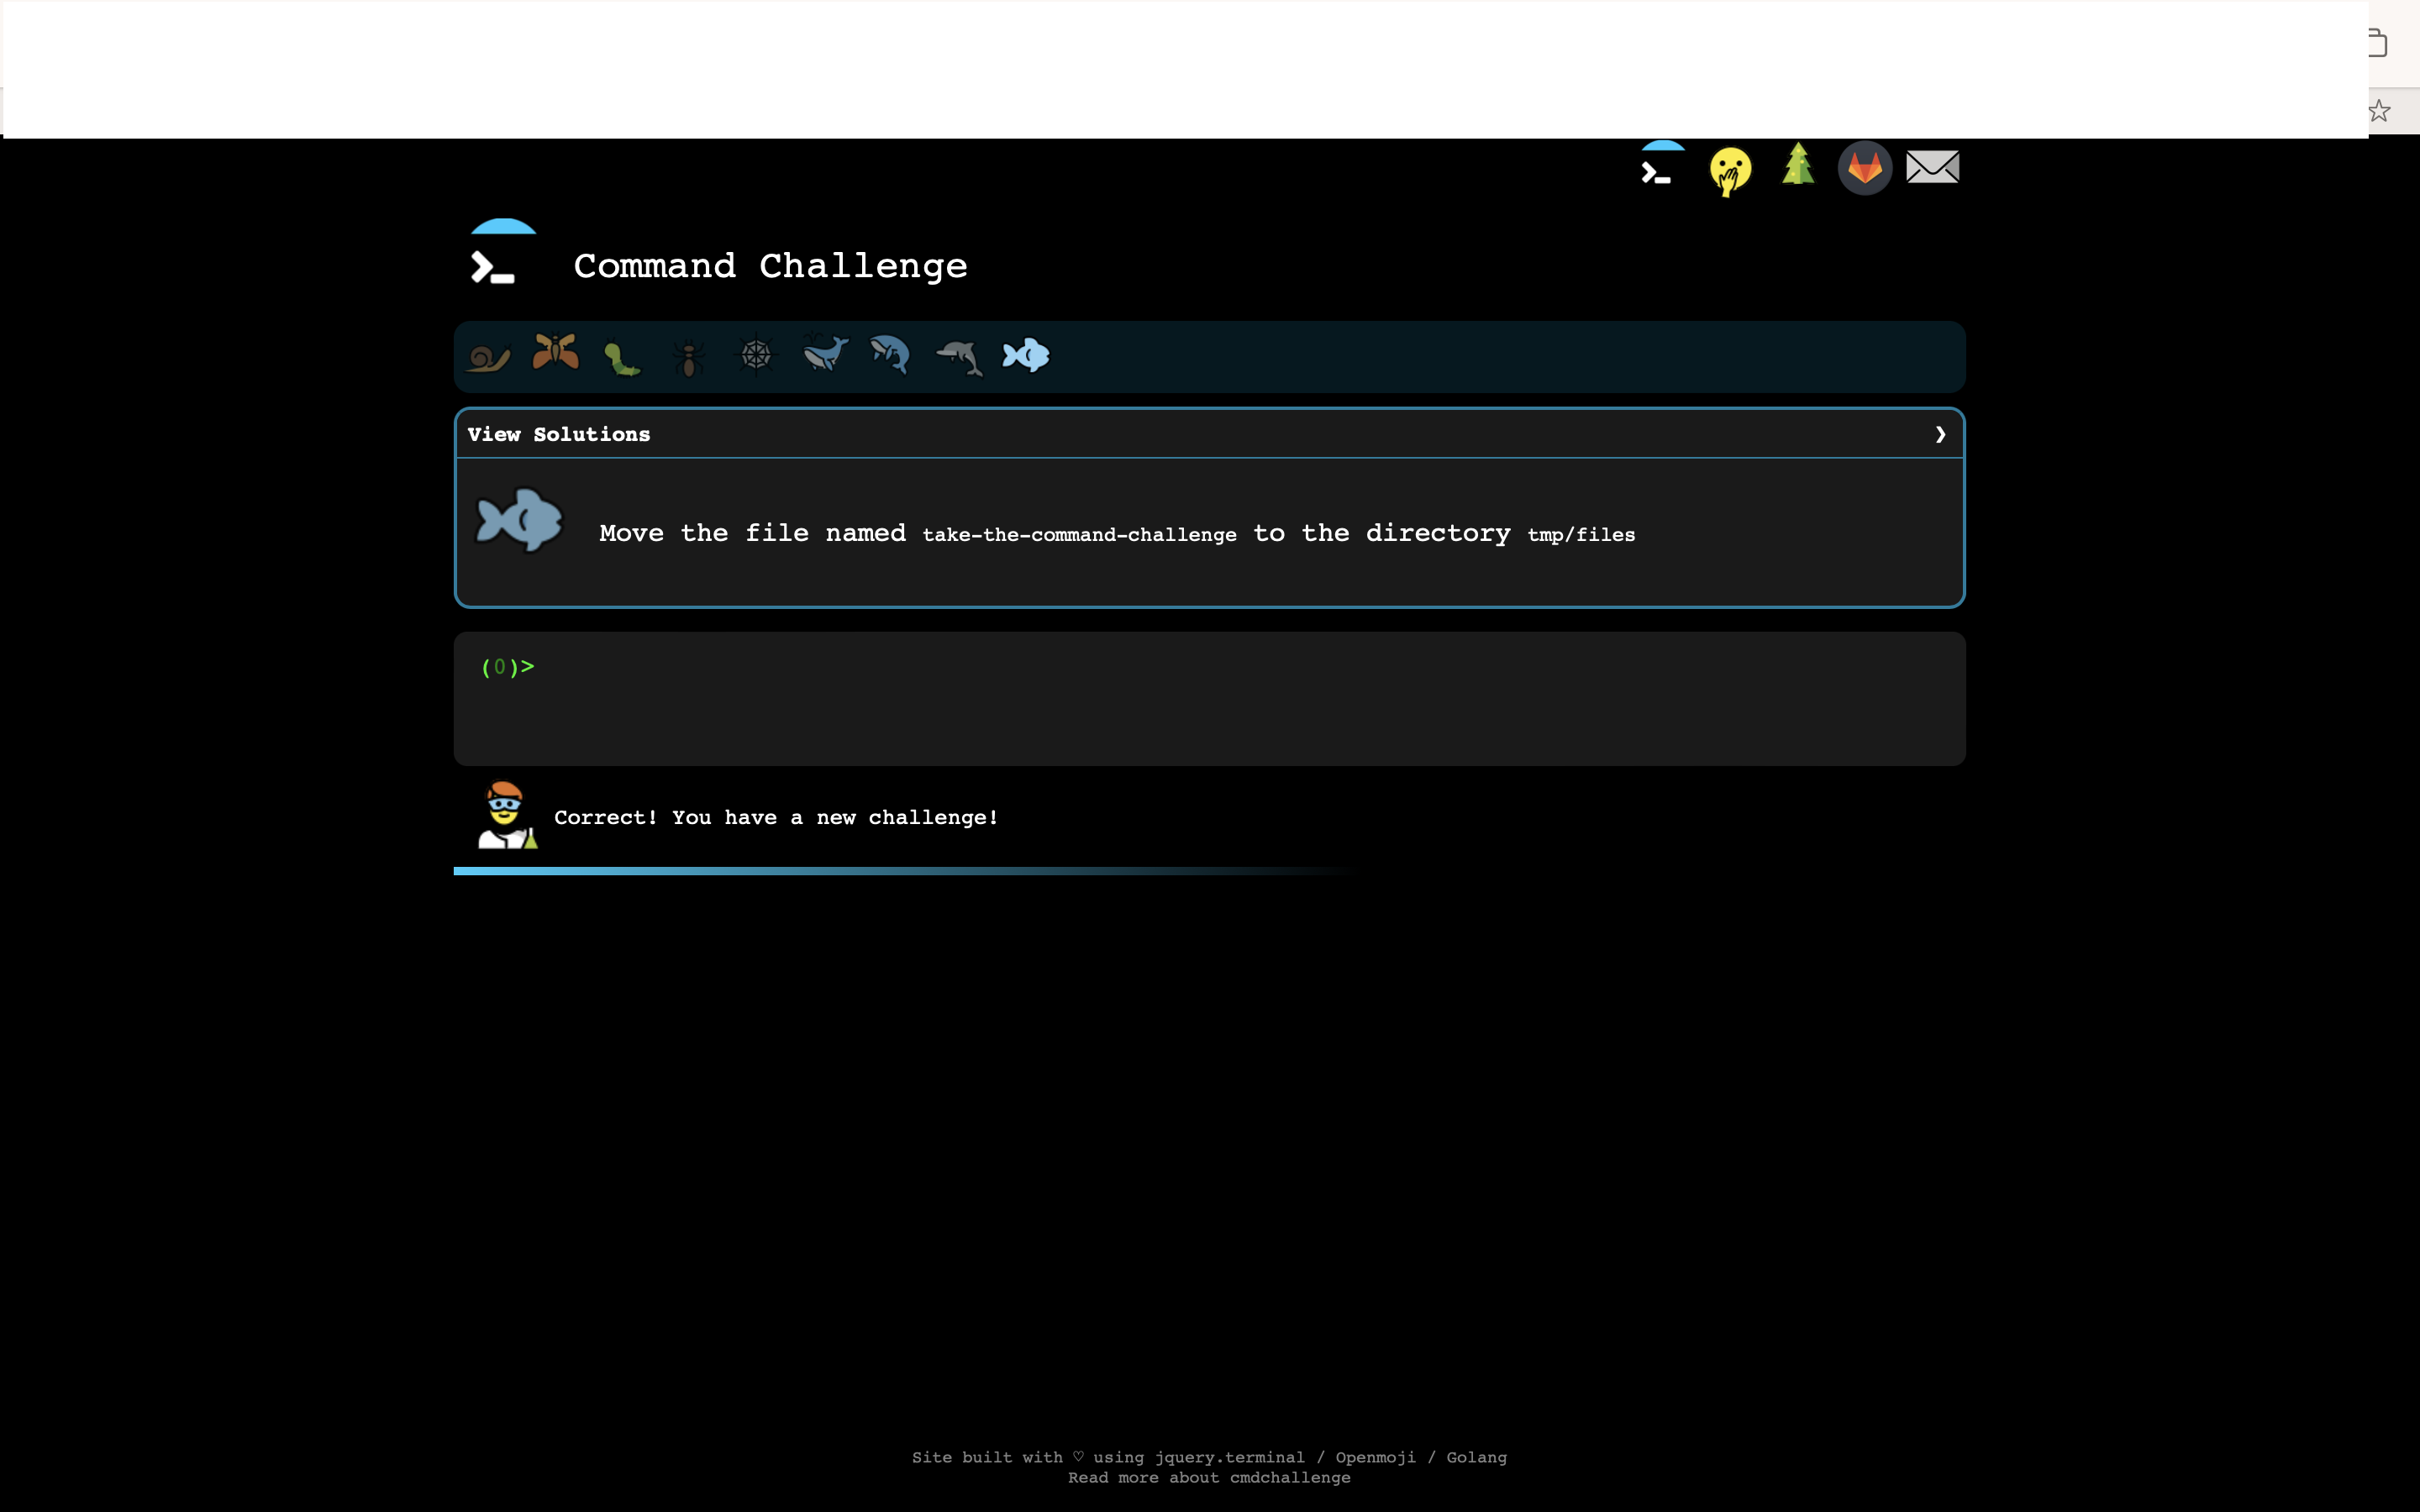 Command Challenge
View Solutions ❯
Move the file named take-the-command-challenge to the directory tmp/files
(0)>
Correct! You have a new challenge!
Site built with ♡ using jquery.terminal / Openmoji / Golang
Read more about cmdchallenge